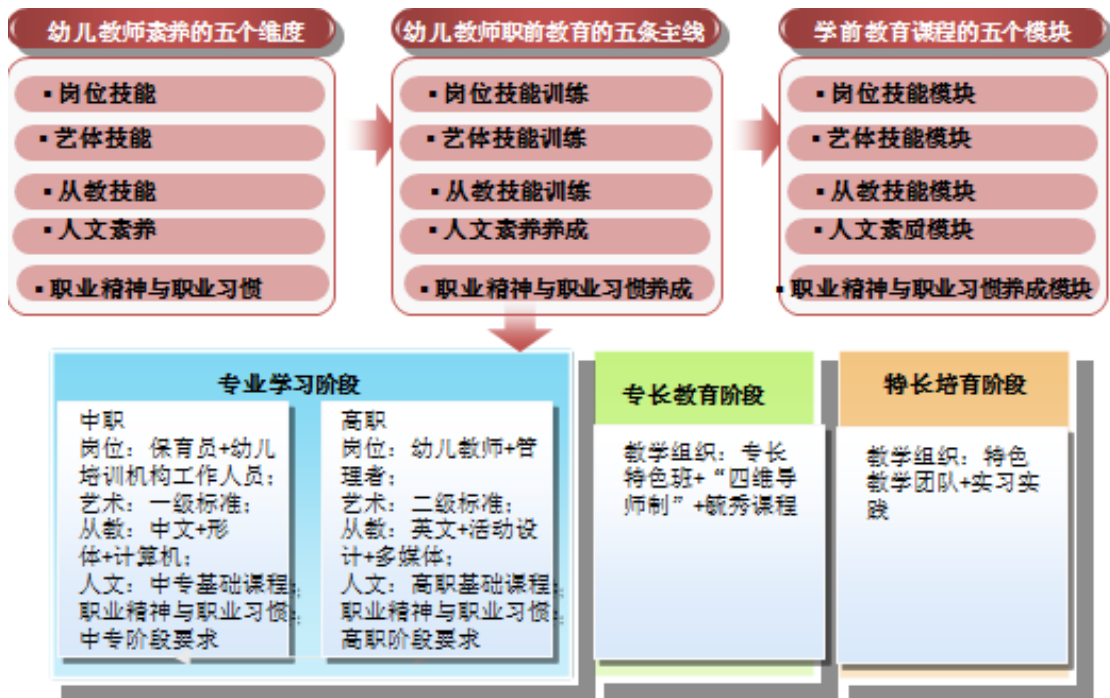 幼儿教师素养的五个维度
▪岗位技能
▪艺体技能
▪从教技能
▪人文素养
▪职业精神与职业习惯
幼儿教师职前教育的五条主线
▪岗位技能训练
▪艺体技能训练
▪从教技能训练
▪人文素养养成
▪职业精神与职业习惯养成
学前教育课程的五个模块
▪岗位技能模块
▪艺体技能模块
▪从教技能模块
▪人文素质模块
▪职业精神与职业习惯养成模块
专业学习阶段
中职
岗位：保育员+幼儿
培训机构工作人员；
艺术：一级标准；
从教：中文+形
体+计算机；
人文：中专基础课程；
职业精神与职业习惯：
中专阶段要求
高职
岗位：幼儿教师+管
理者；
艺术：二级标准；
从教：英文+活动设
计+多媒体；
人文：高职基础课程；
职业精神与职业习惯：
高职阶段要求
专长教育阶段
教学组织：专长
特色班+“四维导
师制”+毓秀课程
特长培育阶段
教学组织：特色
教学团队+实习实
践